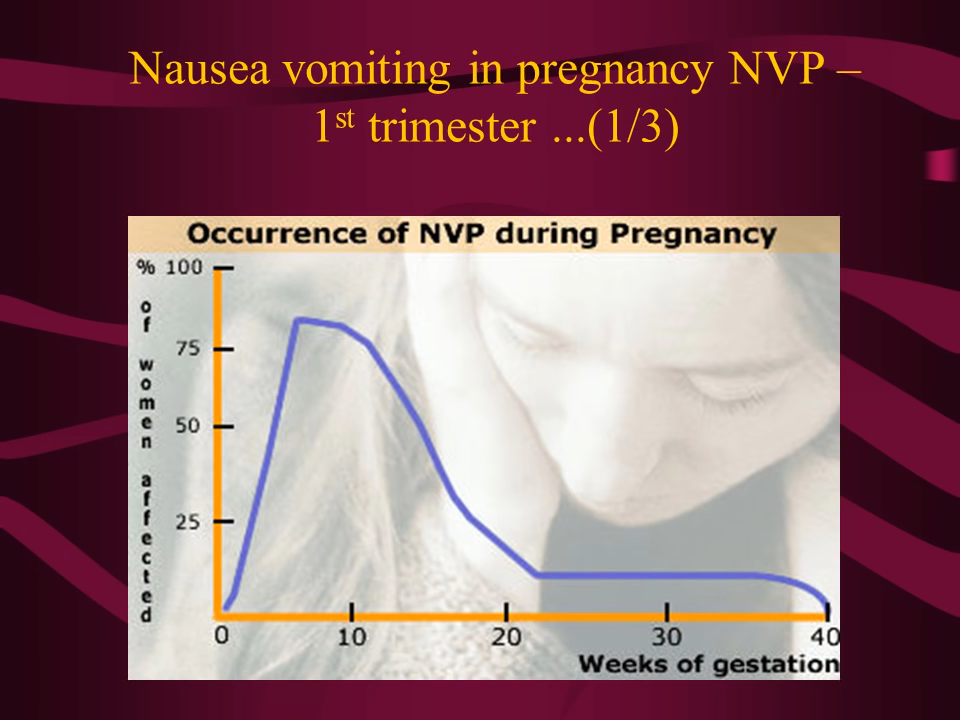 Nausea vomiting in pregnancy NVP –
1st trimester ...(1/3)
Occurrence of NVP during Pregnancy
% of women affected
100
75
50
25
0 10 20 30 40
Weeks of gestation